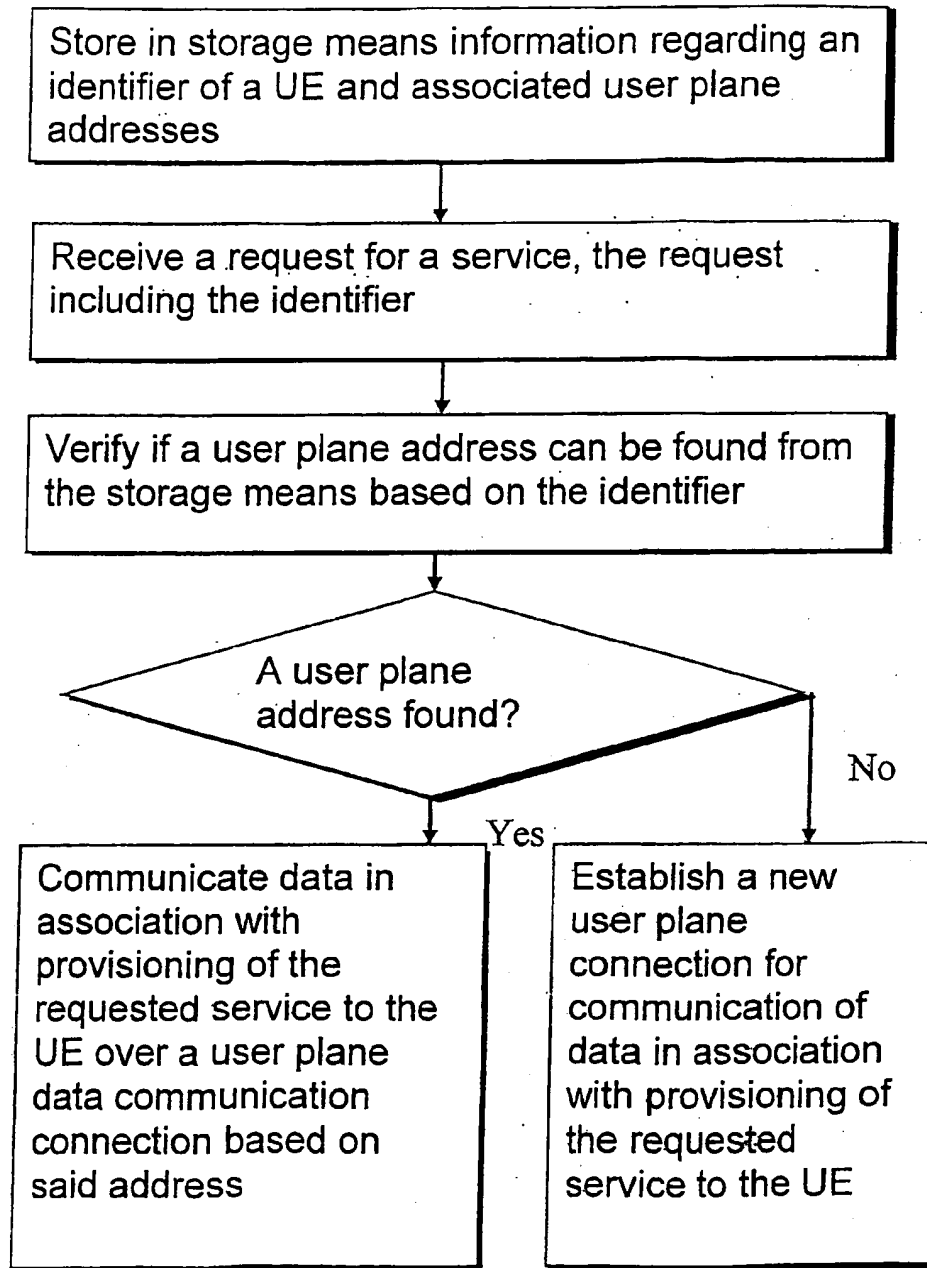 Store in storage means information regarding an
identifier of a UE and associated user plane
addresses
Receive a request for a service, the request
including the identifier
Verify if a user plane address can be found from
the storage means based on the identifier
A user plane
address found?
No
Yes
Communicate data in
association with
provisioning of the
requested service to the
UE over a user plane
data communication
connection based on
said address
Establish a new
user plane
connection for
communication of
data in association
with provisioning of
the requested
service to the UE